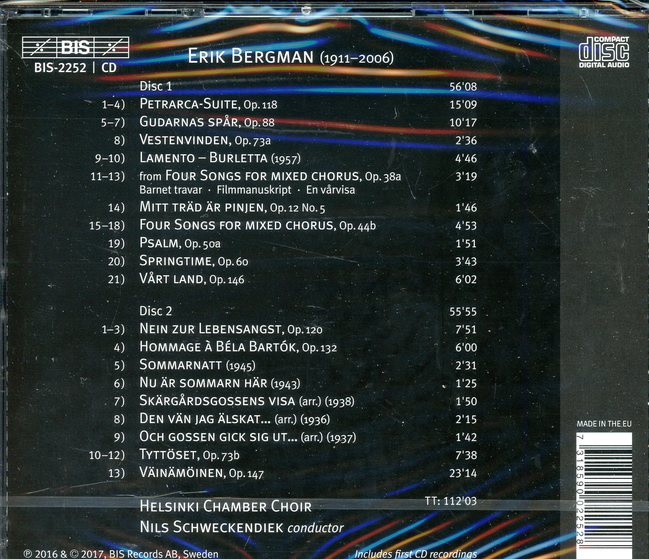 BIS
BIS-2252 | CD
ERIK BERGMAN (1911–2006)
COMPACT
disc
DIGITAL AUDIO
Disc 1 56'08
1–4) PETRARCA-SUITE, Op. 118 15'09
5–7) GUDARNAS SPÅR, Op. 88 10'17
8) VESTENVINDEN, Op. 73a 2'36
9–10) LAMENTO – BURLETTA (1957) 4'46
11–13) from FOUR SONGS FOR MIXED CHORUS, Op. 38a 3'19
Barnet travar · Filmmanuskript · En vårvisa
14) MITT TRÄD ÄR PINJEN, Op. 12 No. 5 1'46
15–18) FOUR SONGS FOR MIXED CHORUS, Op. 44b 4'53
19) PSALM, Op. 50a 1'51
20) SPRINGTIME, Op. 60 3'43
21) VÅRT LAND, Op. 146 6'02
Disc 2 55'55
1–3) NEIN ZUR LEBENSANGST, Op. 120 7'51
4) HOMMAGE À BÉLA BARTÓK, Op. 132 6'00
5) SOMMARNATT (1945) 2'31
6) NU ÄR SOMMARN HÄR (1943) 1'25
7) SKÄRGÅRDSGOSSENS VISA (arr.) (1938) 1'50
8) DEN VÄN JAG ÄLSKAT... (arr.) (1936) 2'15
9) OCH GOSSEN GICK SIG UT... (arr.) (1937) 1'42
10–12) TYTTÖSET, Op. 73b 7'38
13) VÄINÄMÖINEN, Op. 147 23'14
TT: 112'03
HELSINKI CHAMBER CHOIR
NILS SCHWECKENDIEK conductor
℗ 2016 & © 2017, BIS Records AB, Sweden Includes first CD recordings
MADE IN THE EU
7 318590 022528